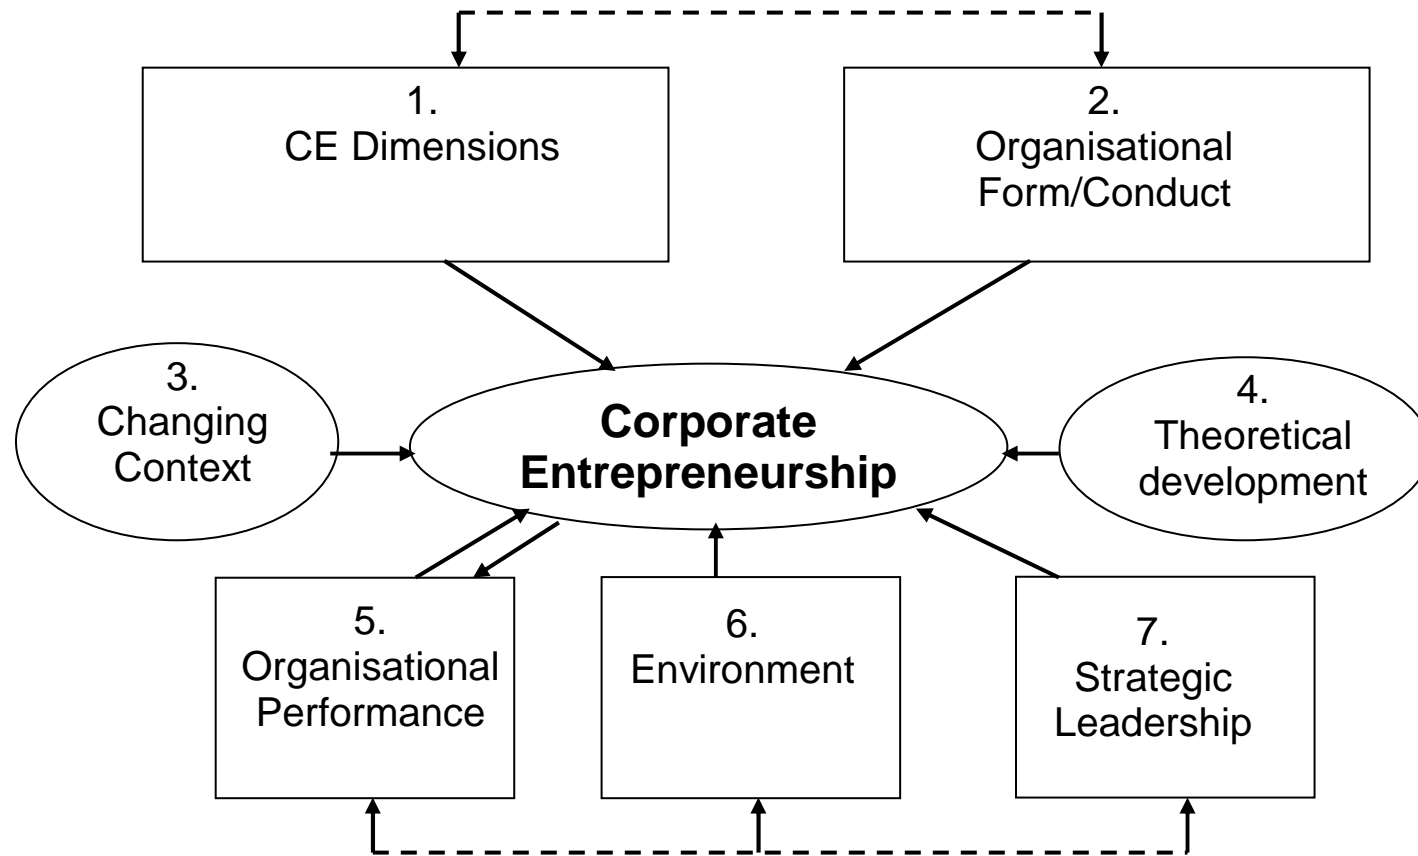 1.
CE Dimensions
2.
Organisational
Form/Conduct
3.
Changing
Context
Corporate
Entrepreneurship
4.
Theoretical
development
5.
Organisational
Performance
6.
Environment
7.
Strategic
Leadership